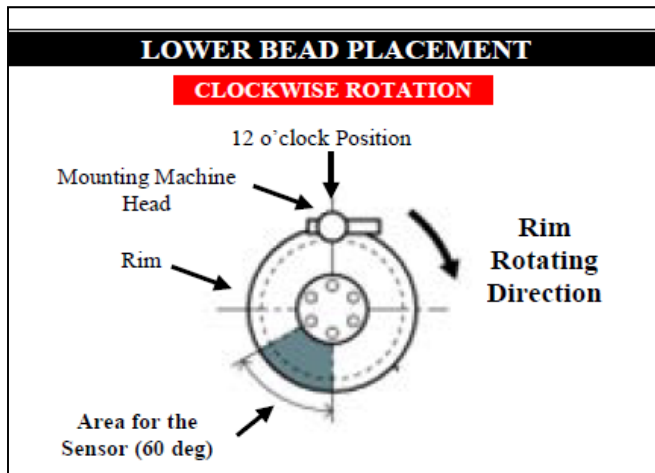 LOWER BEAD PLACEMENT
CLOCKWISE ROTATION
12 o’clock Position
Mounting Machine
Head
Rim
Rim
Rotating
Direction
Area for the
Sensor (60 deg)